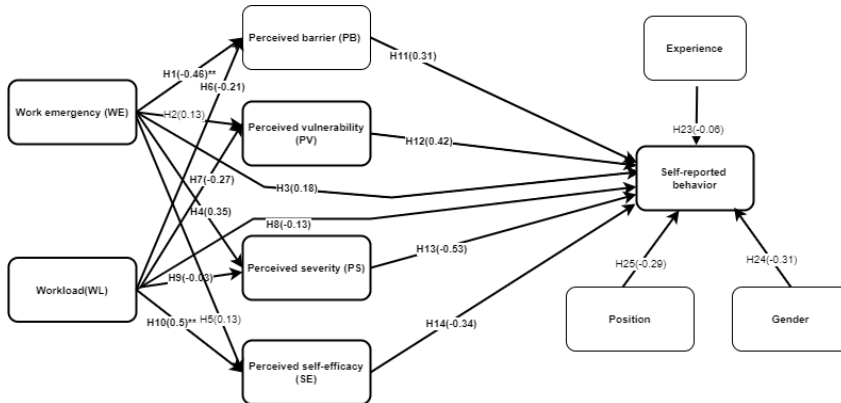 Perceived barrier (PB)
Experience
H11(0.31)
H1(-0.46)**
H6(-0.21)
Work emergency (WE)
H2(0.13)
Perceived vulnerability
(PV)
H23(-0.06)
H12(0.42)
Self-reported
behavior
H7(-0.27)
H3(0.18)
H4(0.35)
H8(-0.13)
H13(-0.53)
H25(-0.29)
H24(-0.31)
Perceived severity (PS)
H9(-0.03)
Workload(WL)
H10(0.5)**
H5(0.13)
H14(-0.34)
Position
Gender
Perceived self-efficacy
(SE)